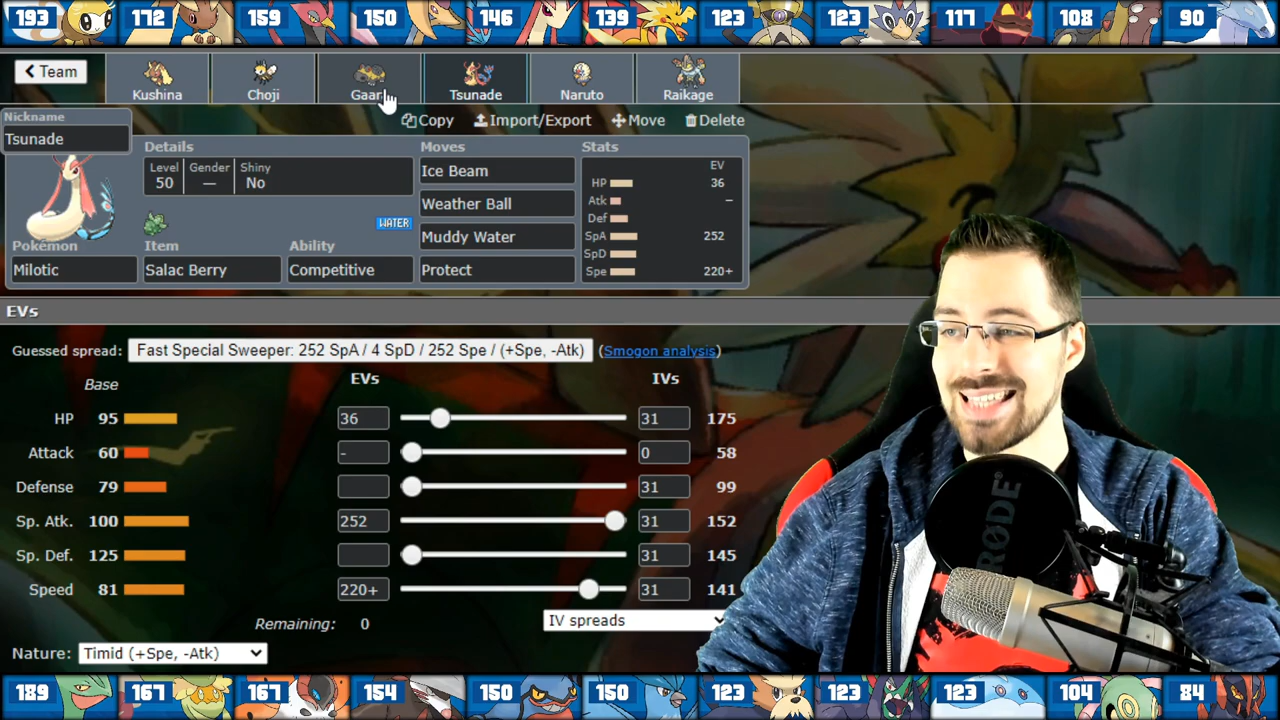 193 172 159 150 146 139 123 123 117 108 90
Team
Kushina Choji Gaar Tsunade Naruto Raikage
Copy Import/Export Move Delete
Nickname
Tsunade
Details
Level Gender Shiny
50 — No
WATER
Pokémon Item Ability
Milotic Salac Berry Competitive
Moves
Ice Beam
Weather Ball
Muddy Water
Protect
Stats
EV
HP 36
Atk –
Def
SpA 252
SpD
Spe 220+
EVs
Guessed spread: Fast Special Sweeper: 252 SpA / 4 SpD / 252 Spe / (+Spe, -Atk) (Smogon analysis)
Base EVs IVs
HP 95 36 31 175
Attack 60 - 0 58
Defense 79 31 99
Sp. Atk. 100 252 31 152
Sp. Def. 125 31 145
Speed 81 220+ 31 141
Remaining: 0 IV spreads
Nature: Timid (+Spe, -Atk)
RØDE
189 167 167 154 150 150 123 123 123 104 84